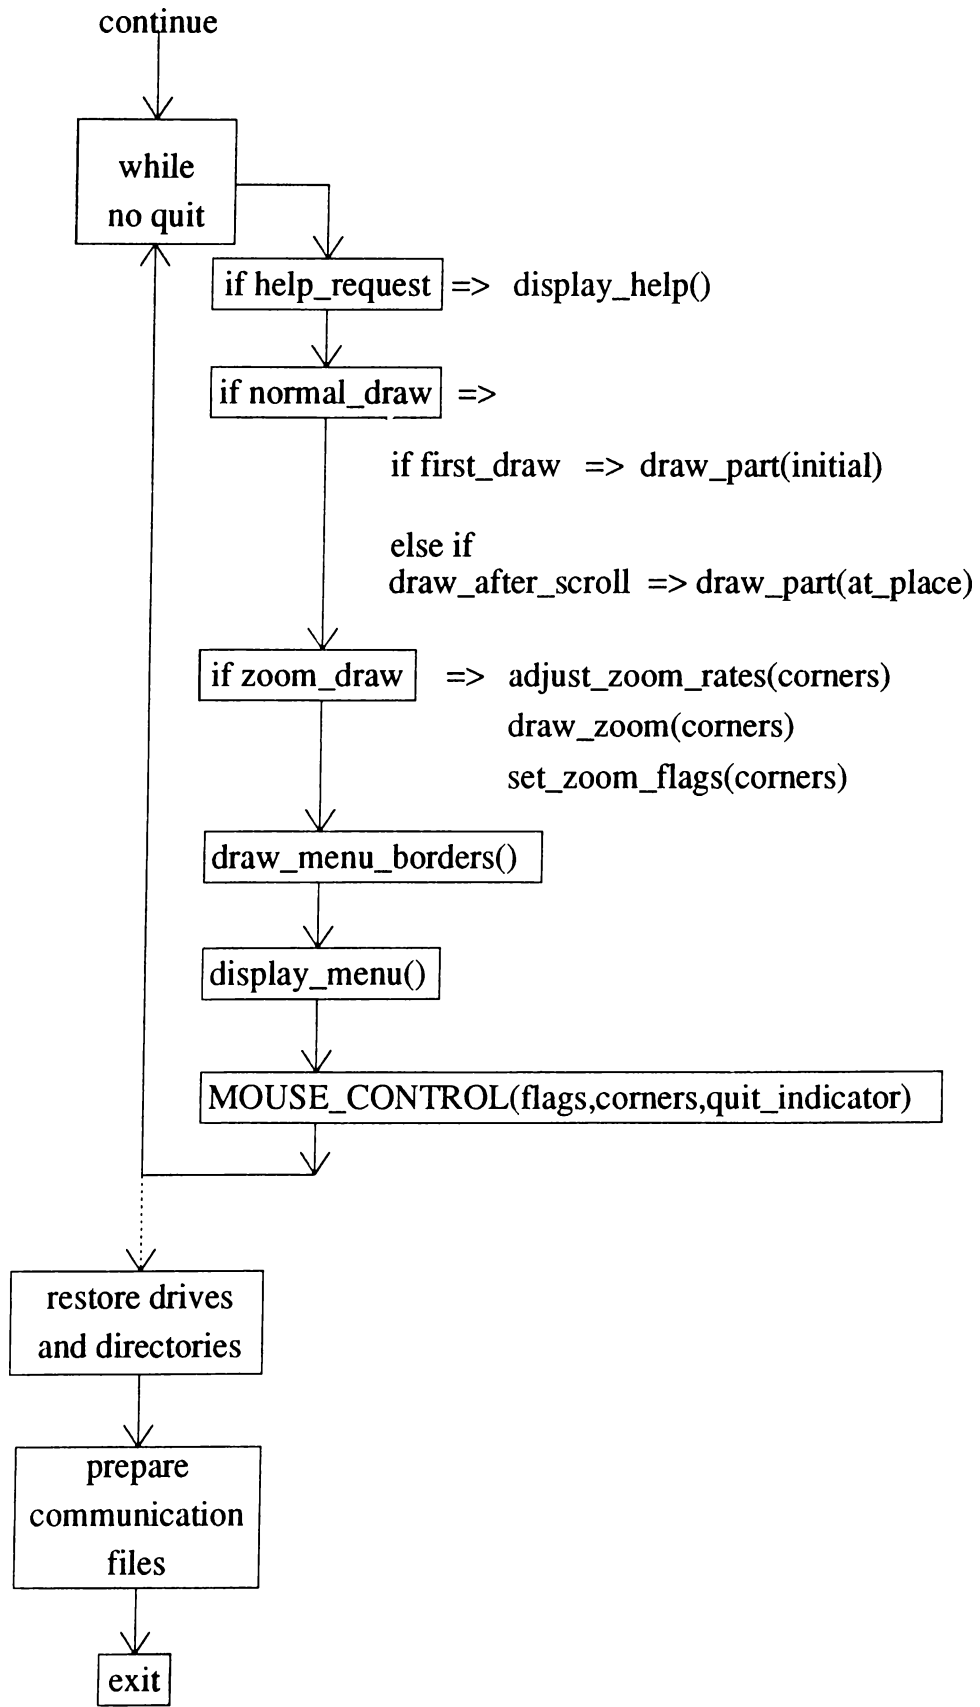 continue
while
no quit
if help_request => display_help()
if normal_draw =>
if first_draw => draw_part(initial)
else if
draw_after_scroll => draw_part(at_place)
if zoom_draw => adjust_zoom_rates(corners)
draw_zoom(corners)
set_zoom_flags(corners)
draw_menu_borders()
display_menu()
MOUSE_CONTROL(flags,corners,quit_indicator)
restore drives
and directories
prepare
communication
files
exit